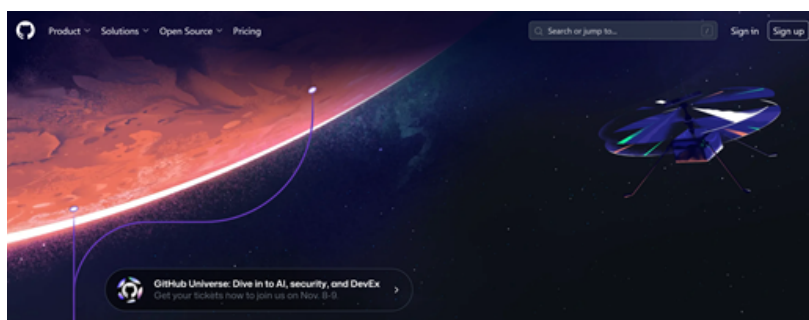 Product Solutions Open Source Pricing Search or jump to... / Sign in Sign up
GitHub Universe: Dive in to AI, security, and DevEx
Get your tickets now to join us on Nov. 8-9.